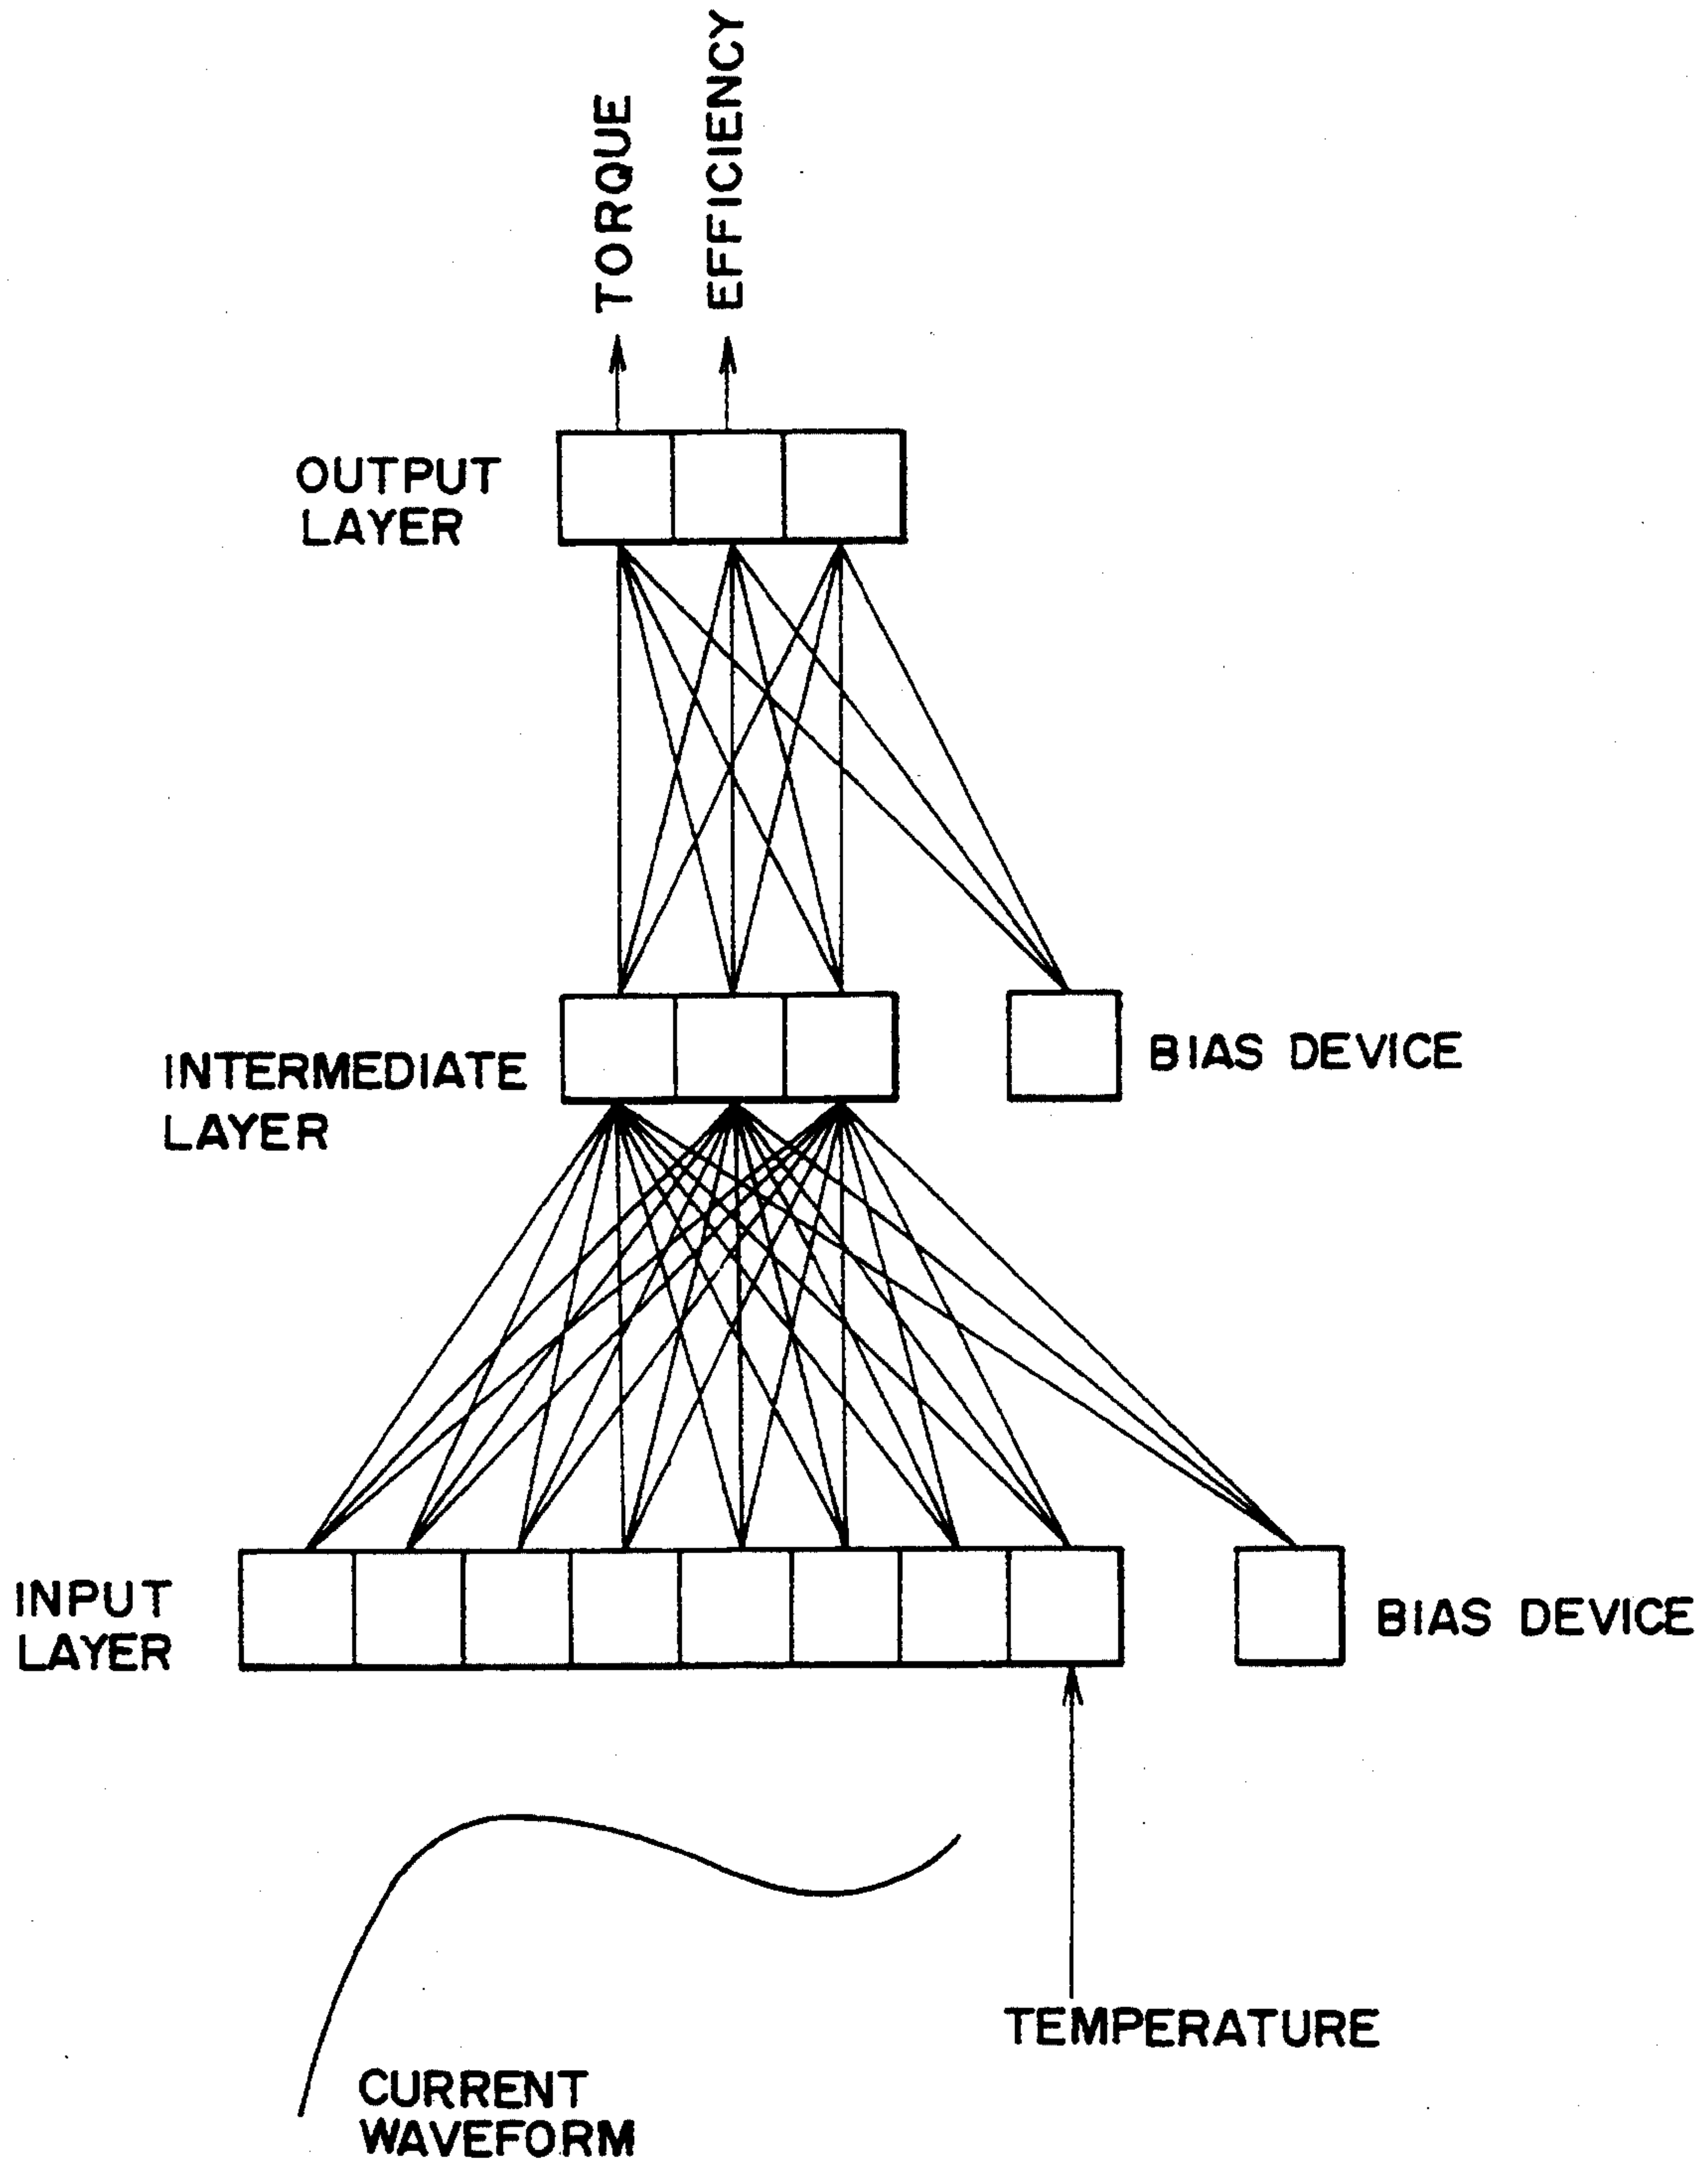 TORQUE
EFFICIENCY
OUTPUT
LAYER
INTERMEDIATE
LAYER
BIAS DEVICE
INPUT
LAYER
BIAS DEVICE
TEMPERATURE
CURRENT
WAVEFORM